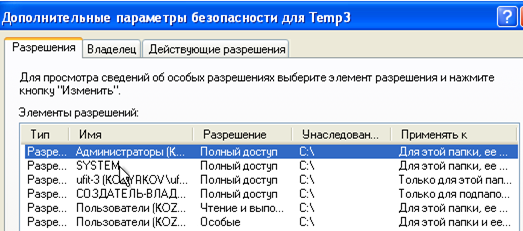 Дополнительные параметры безопасности для Temp3
Разрешения Владелец Действующие разрешения
Для просмотра сведений об особых разрешениях выберите элемент разрешения и нажмите
кнопку "Изменить".
Элементы разрешений:
Тип Имя Разрешение Унаследован... Применять к
Разре... Администраторы (K... Полный доступ C:\ Для этой папки, ее ...
Разре... SYSTEM Полный доступ C:\ Для этой папки, ее ...
Разре... Полный доступ C:\ Только для этой пап...
Разре... СОЗДАТЕЛЬ-ВЛАД... Полный доступ C:\ Только для подпапо...
Разре... Пользователи (KOZ... Чтение и выпо... C:\ Для этой папки, ее ...
Разре... Пользователи (KOZ... Особые C:\ Для этой папки и ее...